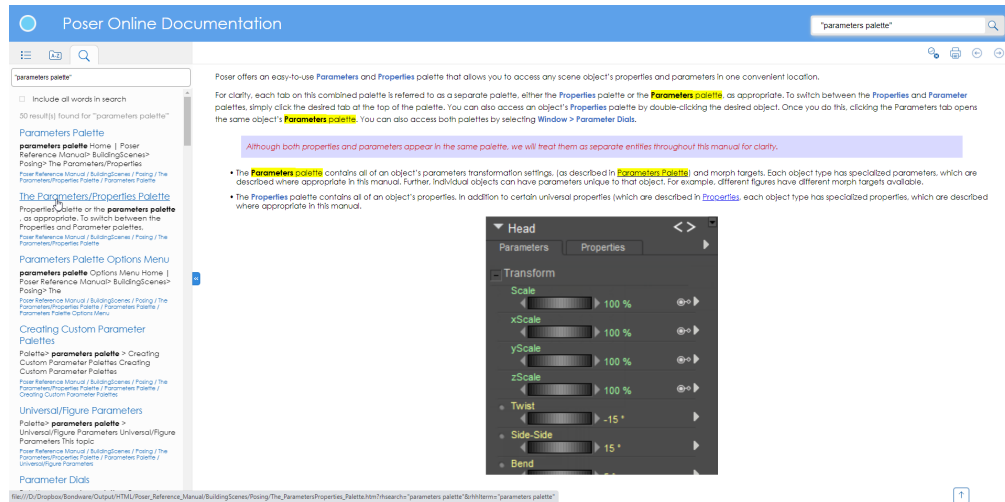 Poser Online Documentation
"parameters palette"
A-Z
"parameters palette"
Include all words in search
30 result(s) found for "parameters palette"
Parameters Palette
parameters palette Home | Poser
Reference Manual> BuildingScenes>
Posing> The Parameters/Properties
Poser Reference Manual / BuildingScenes / Posing / The
Parameters/Properties Palette / Parameters Palette
The Parameters/Properties Palette
Properties palette or the parameters palette
, as appropriate. To switch between the
Properties and Parameter palettes,
Poser Reference Manual / BuildingScenes / Posing / The
Parameters/Properties Palette
Parameters Palette Options Menu
parameters palette Options Menu Home |
Poser Reference Manual> BuildingScenes>
Posing> The
Poser Reference Manual / BuildingScenes / Posing / The
Parameters/Properties Palette / Parameters Palette /
Parameters Palette Options Menu
Creating Custom Parameter
Palettes
Palette> parameters palette > Creating
Custom Parameter Palettes Creating
Custom Parameter Palettes
Poser Reference Manual / BuildingScenes / Posing / The
Parameters/Properties Palette / Parameters Palette /
Creating Custom Parameter Palettes
Universal/Figure Parameters
Palette> parameters palette >
Universal/Figure Parameters Universal/Figure
Parameters This topic
Poser Reference Manual / BuildingScenes / Posing / The
Parameters/Properties Palette / Parameters Palette /
Universal/Figure Parameters
Parameter Dials
Poser offers an easy-to-use Parameters and Properties palette that allows you to access any scene object's properties and parameters in one convenient location.
For clarity, each tab on this combined palette is referred to as a separate palette, either the Properties palette or the Parameters palette, as appropriate. To switch between the Properties and Parameter
palettes, simply click the desired tab at the top of the palette. You can also access an object's Properties palette by double-clicking the desired object. Once you do this, clicking the Parameters tab opens
the same object's Parameters palette. You can also access both palettes by selecting Window > Parameter Dials.
Although both properties and parameters appear in the same palette, we will treat them as separate entities throughout this manual for clarity.
• The Parameters palette contains all of an object's parameters transformation settings, (as described in Parameters Palette) and morph targets. Each object type has specialized parameters, which are
described where appropriate in this manual. Further, individual objects can have parameters unique to that object. For example, different figures have different morph targets available.
• The Properties palette contains all of an object's properties. In addition to certain universal properties (which are described in Properties, each object type has specialized properties, which are described
where appropriate in this manual.
Head
Parameters Properties
Transform
Scale
100 %
xScale
100 %
yScale
100 %
zScale
100 %
Twist
-15 °
Side-Side
15 °
Bend
file:///D:/Dropbox/Bondware/Output/HTML/Poser_Reference_Manual/BuildingScenes/Posing/The_ParametersProperties_Palette.htm?rhsearch="parameters palette"&rhhlterm="parameters palette"